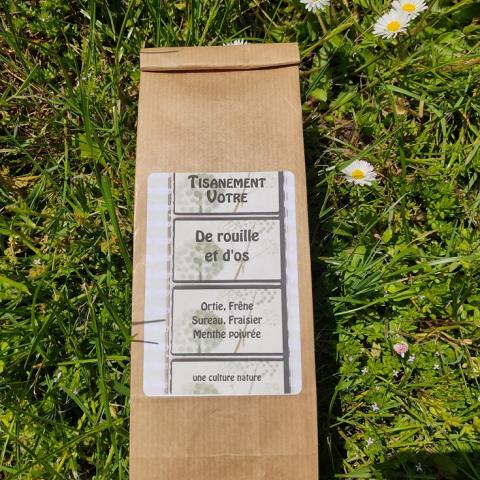 Tisanement
Votre
De rouille
et d'os
Ortie, Frêne
Sureau, Fraisier
Menthe poivrée
une culture nature